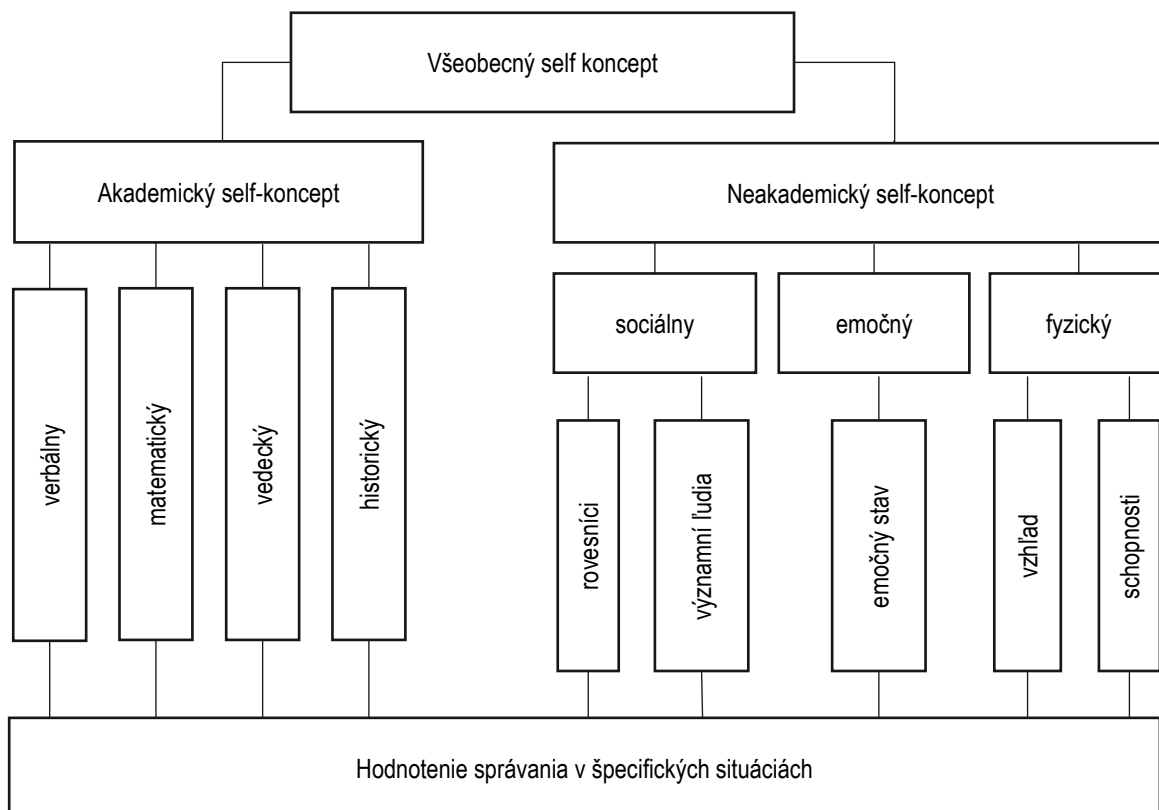 Všeobecný self koncept
Akademický self-koncept
Neakademický self-koncept
sociálny
emočný
fyzický
verbálny
matematický
vedecký
historický
rovesníci
významní ľudia
emočný stav
vzhľad
schopnosti
Hodnotenie správania v špecifických situáciách